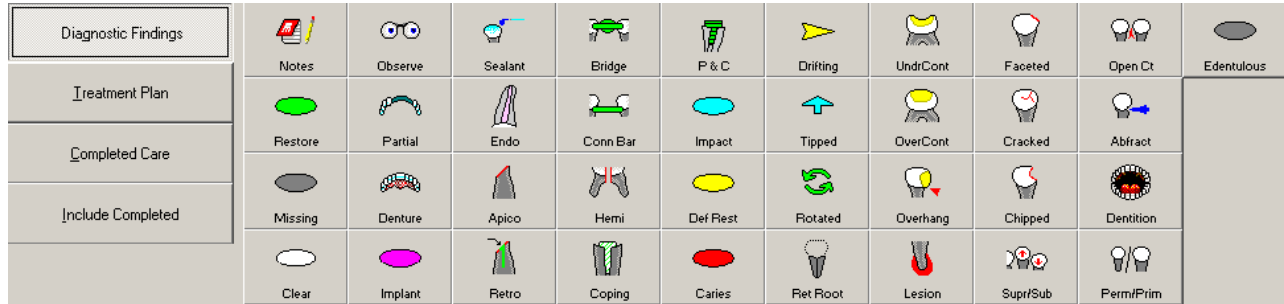 Diagnostic Findings
Treatment Plan
Completed Care
Include Completed
Notes Observe Sealant Bridge P & C Drifting UndrCont Faceted Open Ct Edentulous
Restore Partial Endo Conn Bar Impact Tipped OverCont Cracked Abfract
Missing Denture Apico Hemi Def Rest Rotated Overhang Chipped Dentition
Clear Implant Retro Coping Caries Ret Root Lesion Supr/Sub Perm/Prim